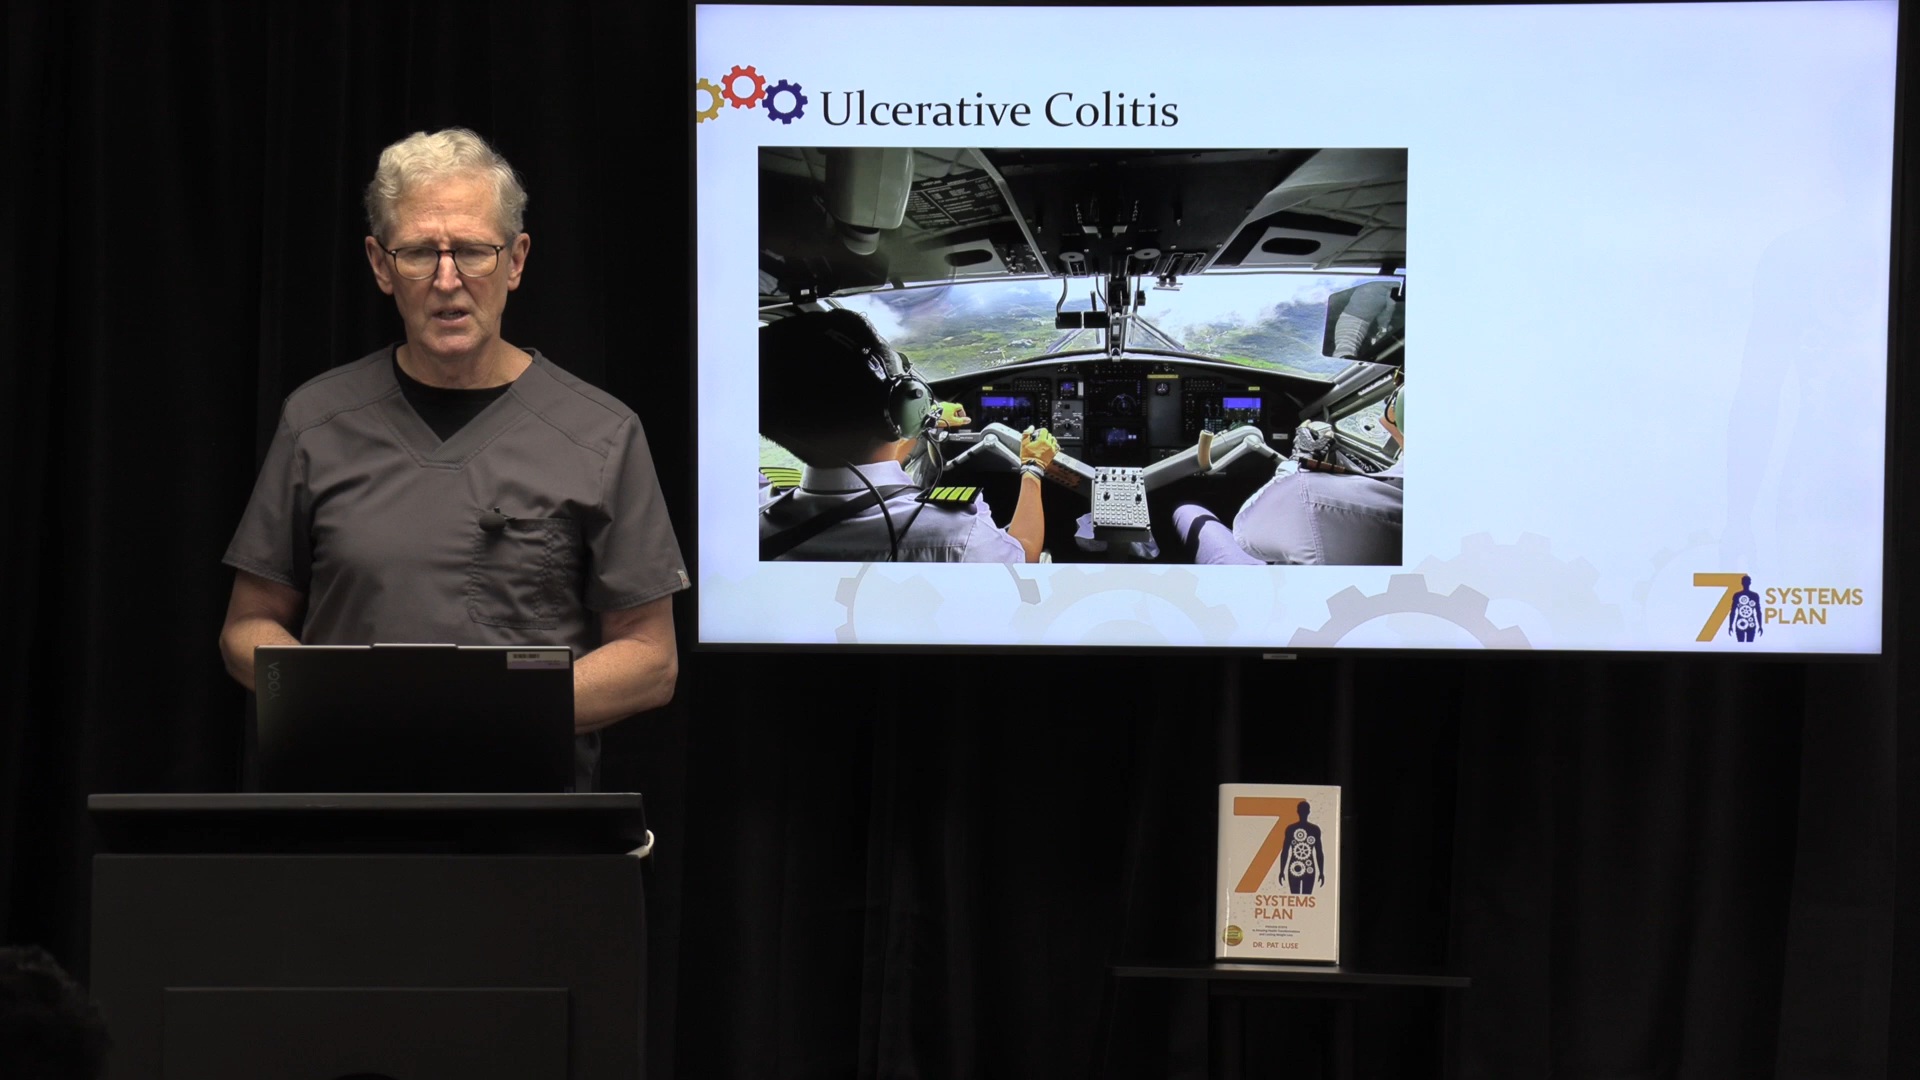 Ulcerative Colitis
7 SYSTEMS
PLAN
YOGA
7
SYSTEMS
PLAN
DR. PAT LUSE